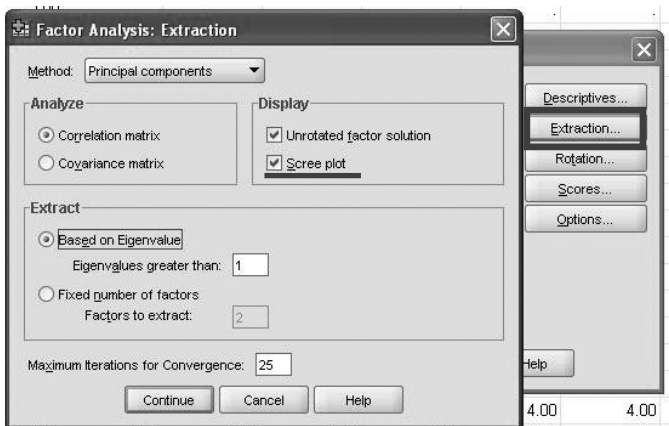 Factor Analysis: Extraction
Method: Principal components
Analyze
Correlation matrix
Covariance matrix
Display
Unrotated factor solution
Scree plot
Extract
Based on Eigenvalue
Eigenvalues greater than: 1
Fixed number of factors
Factors to extract: 2
Maximum Iterations for Convergence: 25
Continue Cancel Help
Descriptives...
Extraction...
Rotation...
Scores...
Options...
Help
4.00 4.00